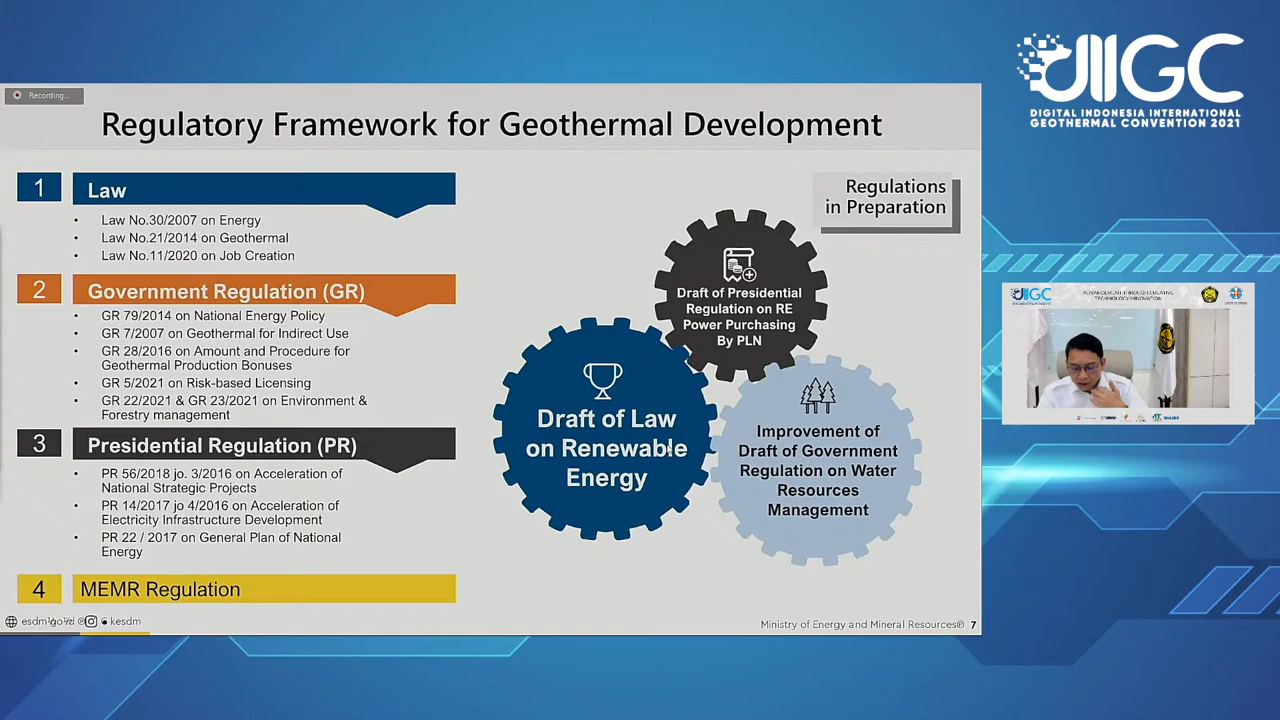 JIIGC
DIGITAL INDONESIA INTERNATIONAL
GEOTHERMAL CONVENTION 2021
Recording...
Regulatory Framework for Geothermal Development
1
Law
• Law No.30/2007 on Energy
• Law No.21/2014 on Geothermal
• Law No.11/2020 on Job Creation
2
Government Regulation (GR)
• GR 79/2014 on National Energy Policy
• GR 7/2007 on Geothermal for Indirect Use
• GR 28/2016 on Amount and Procedure for
Geothermal Production Bonuses
• GR 5/2021 on Risk-based Licensing
• GR 22/2021 & GR 23/2021 on Environment &
Forestry management
3
Presidential Regulation (PR)
• PR 56/2018 jo. 3/2016 on Acceleration of
National Strategic Projects
• PR 14/2017 jo 4/2016 on Acceleration of
Electricity Infrastructure Development
• PR 22 / 2017 on General Plan of National
Energy
4
MEMR Regulation
Regulations
in Preparation
Draft of Presidential
Regulation on RE
Power Purchasing
By PLN
Draft of Law
on Renewable
Energy
Improvement of
Draft of Government
Regulation on Water
Resources
Management
kesdm
Ministry of Energy and Mineral Resources® 7
JIIGC
ADVANCEMENT THROUGH CREATIVE
TECHNOLOGY INNOVATION